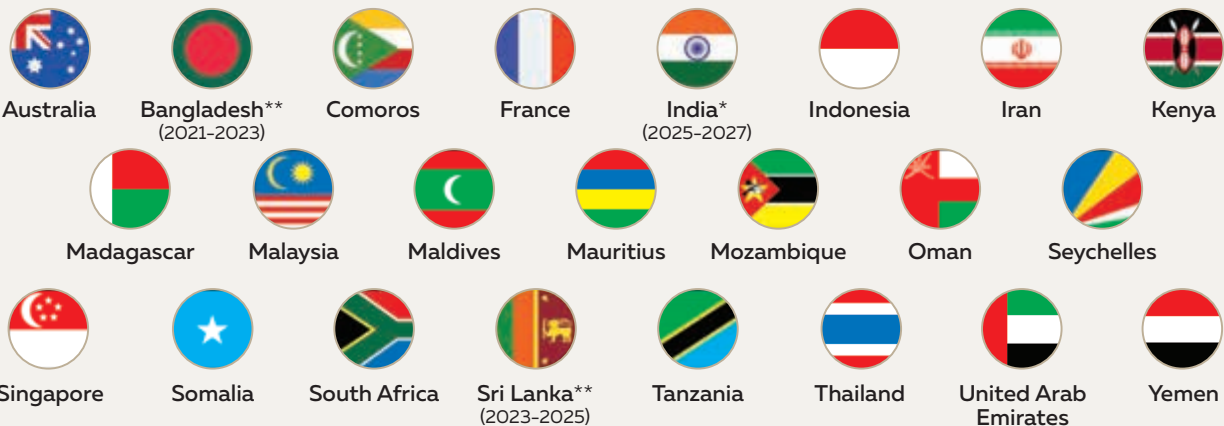 Australia Bangladesh** Comoros France India* Indonesia Iran Kenya
(2021-2023) (2025-2027)
Madagascar Malaysia Maldives Mauritius Mozambique Oman Seychelles
Singapore Somalia South Africa Sri Lanka** Tanzania Thailand United Arab Yemen
(2023-2025) Emirates